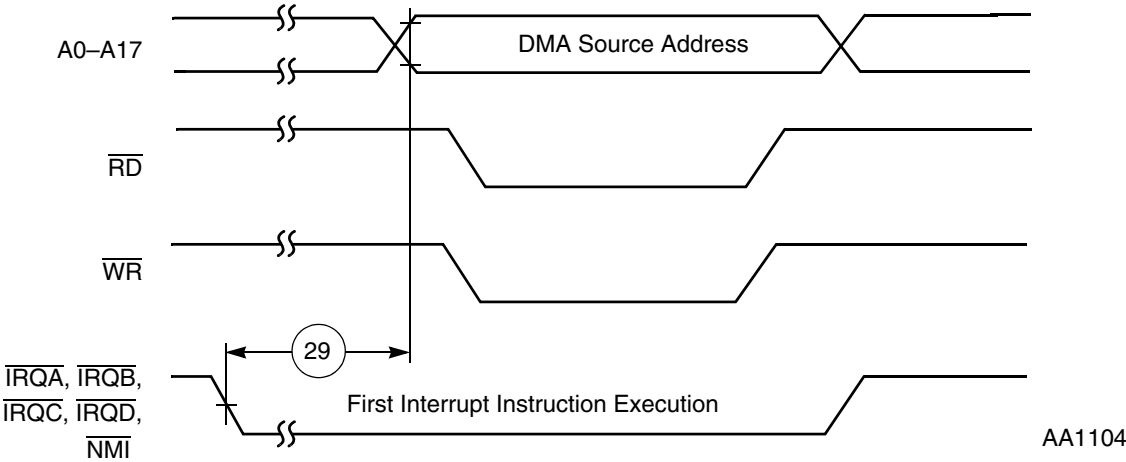 A0–A17
DMA Source Address
RD
WR
29
IRQA, IRQB,
IRQC, IRQD,
NMI
First Interrupt Instruction Execution
AA1104